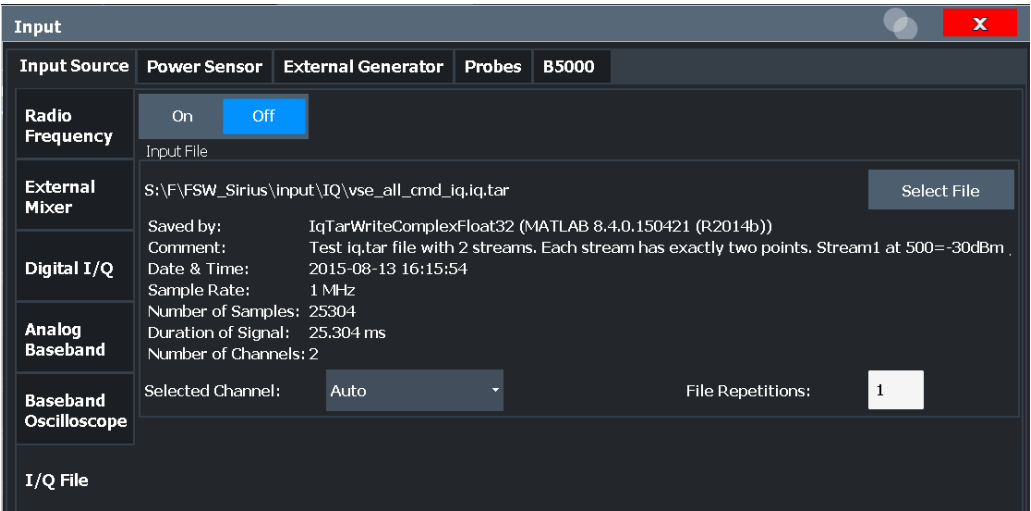 Input
X
Input Source Power Sensor External Generator Probes B5000
Radio
Frequency
On Off
Input File
External
Mixer
S:\F\FSW_Sirius\input\IQ\vse_all_cmd_iq.iq.tar
Select File
Saved by: IqTarWriteComplexFloat32 (MATLAB 8.4.0.150421 (R2014b))
Comment: Test iq.tar file with 2 streams. Each stream has exactly two points. Stream1 at 500=-30dBm ,
Digital I/Q
Date & Time: 2015-08-13 16:15:54
Sample Rate: 1 MHz
Number of Samples: 25304
Analog
Baseband
Duration of Signal: 25.304 ms
Number of Channels: 2
Selected Channel: Auto
File Repetitions: 1
Baseband
Oscilloscope
I/Q File